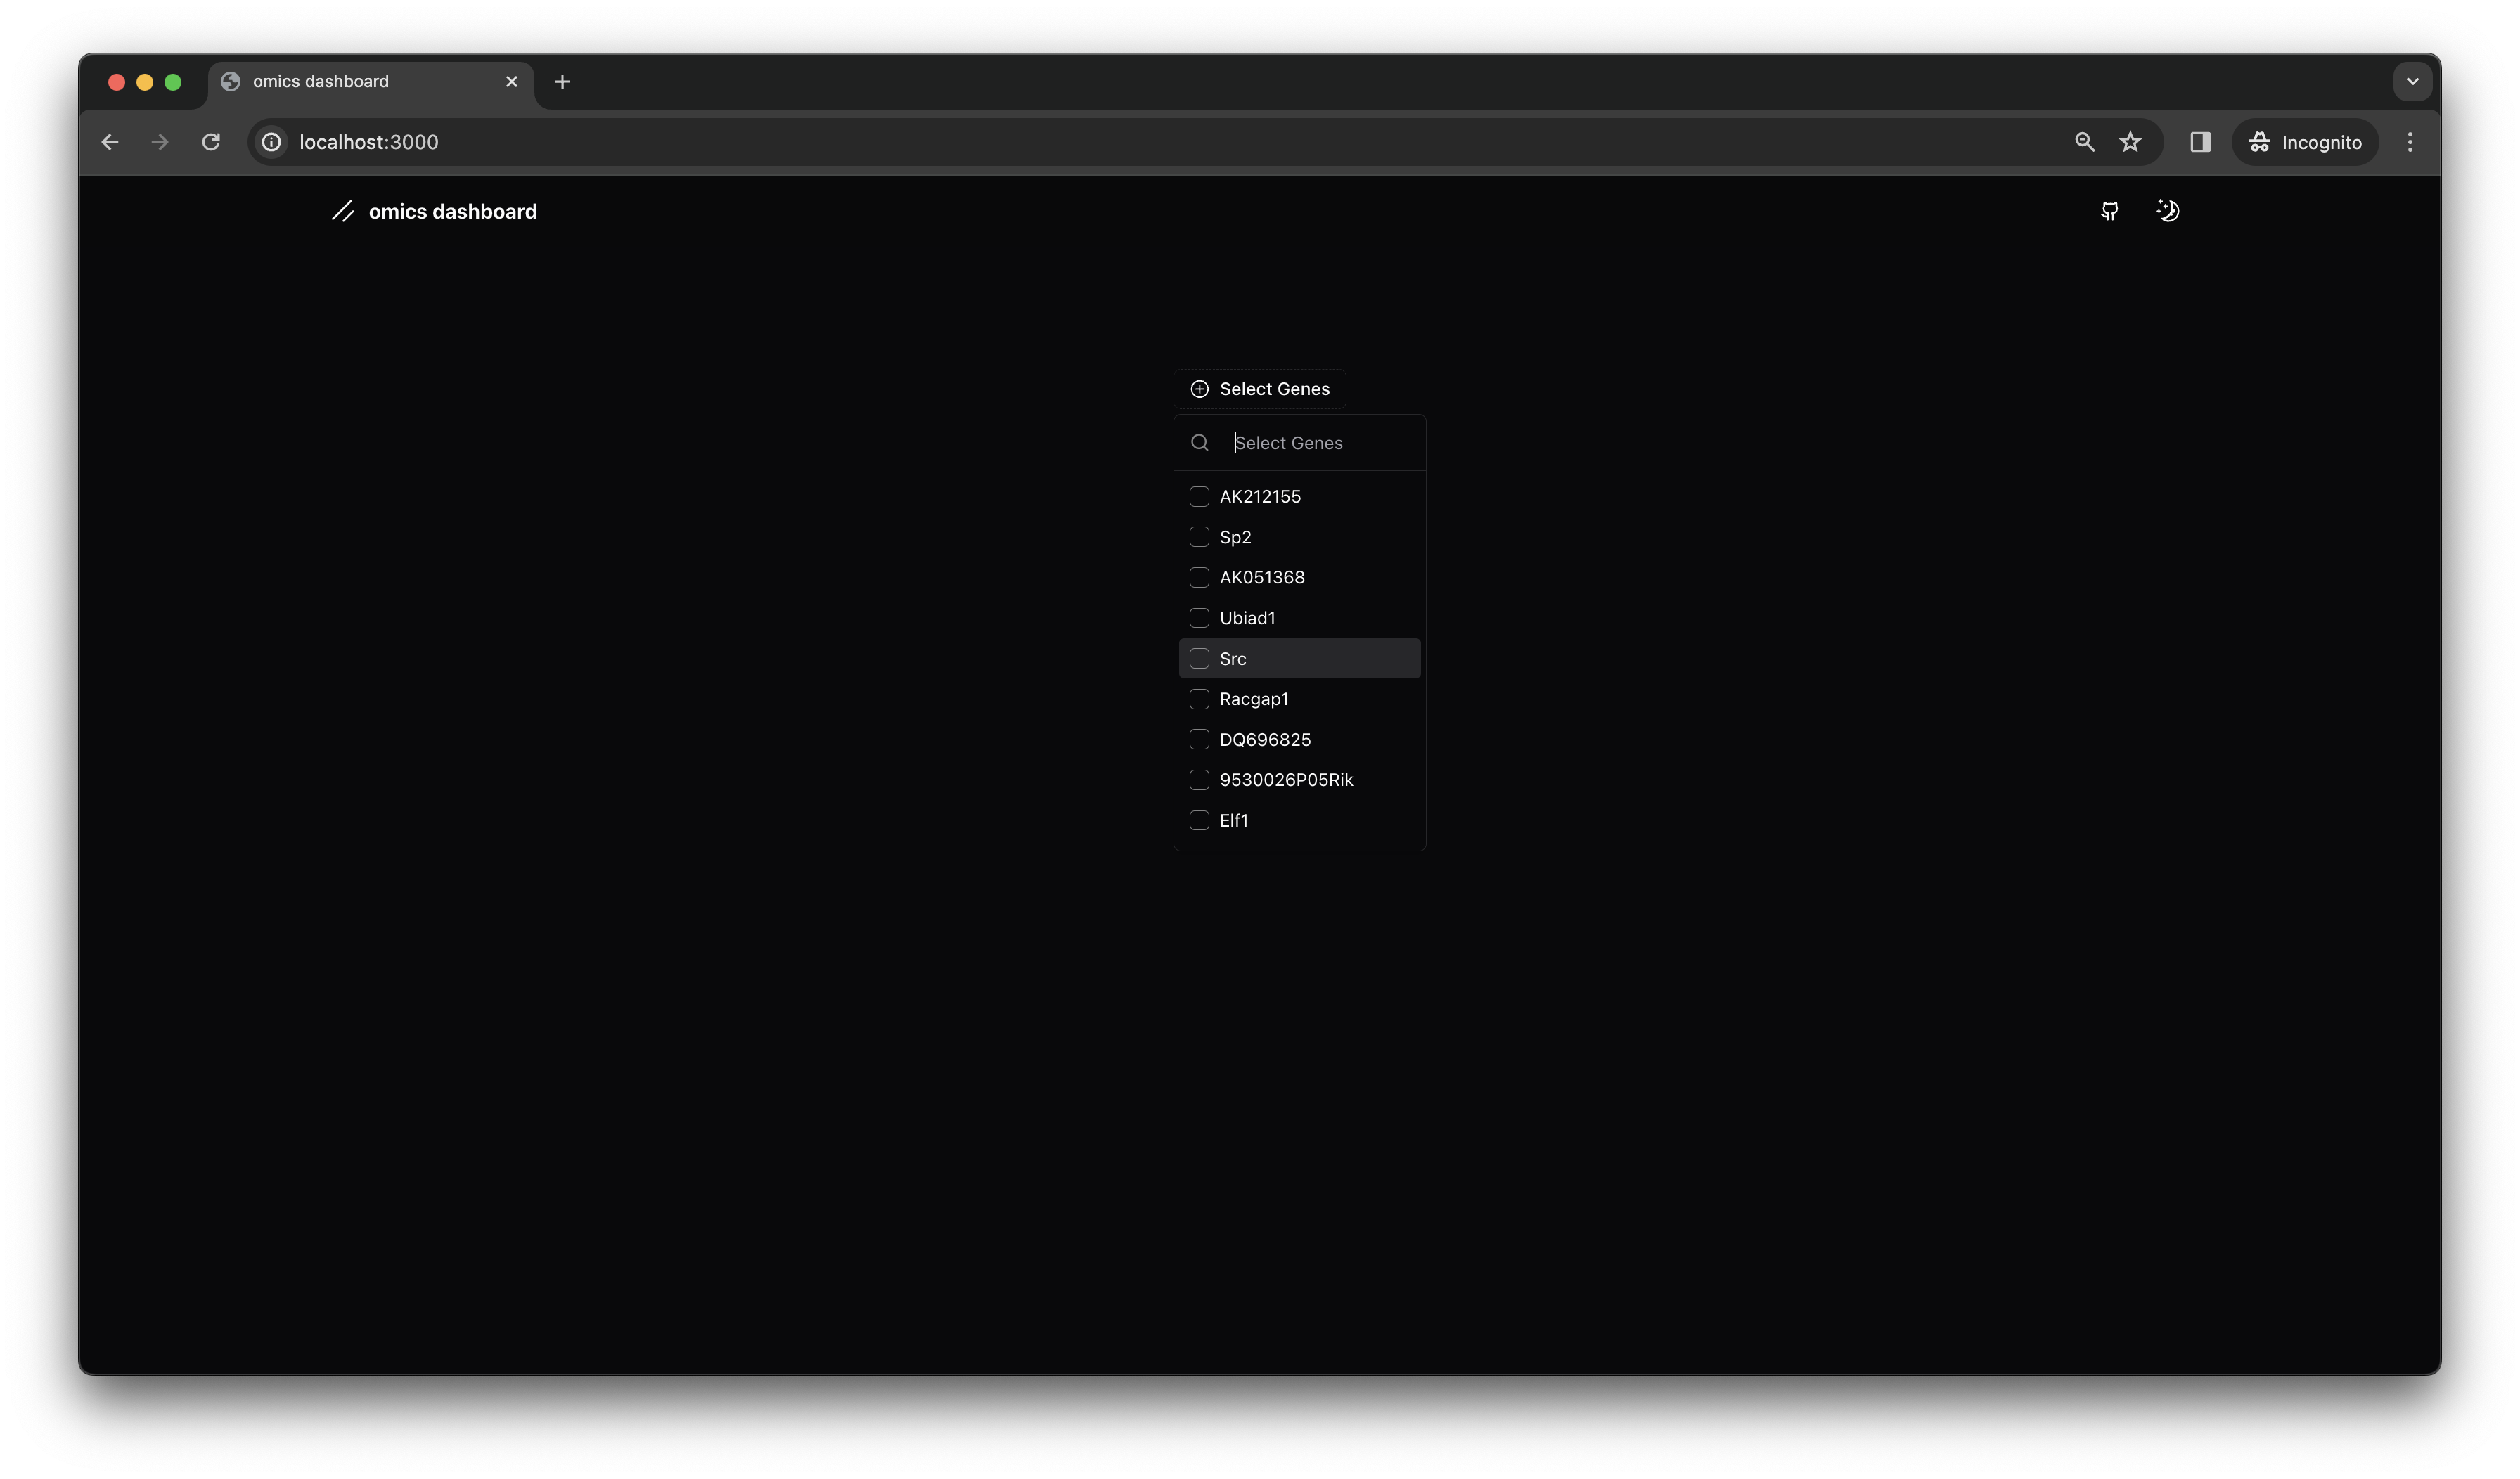 omics dashboard
localhost:3000
Incognito
omics dashboard
Select Genes
Select Genes
AK212155
Sp2
AK051368
Ubiad1
Src
Racgap1
DQ696825
9530026P05Rik
Elf1